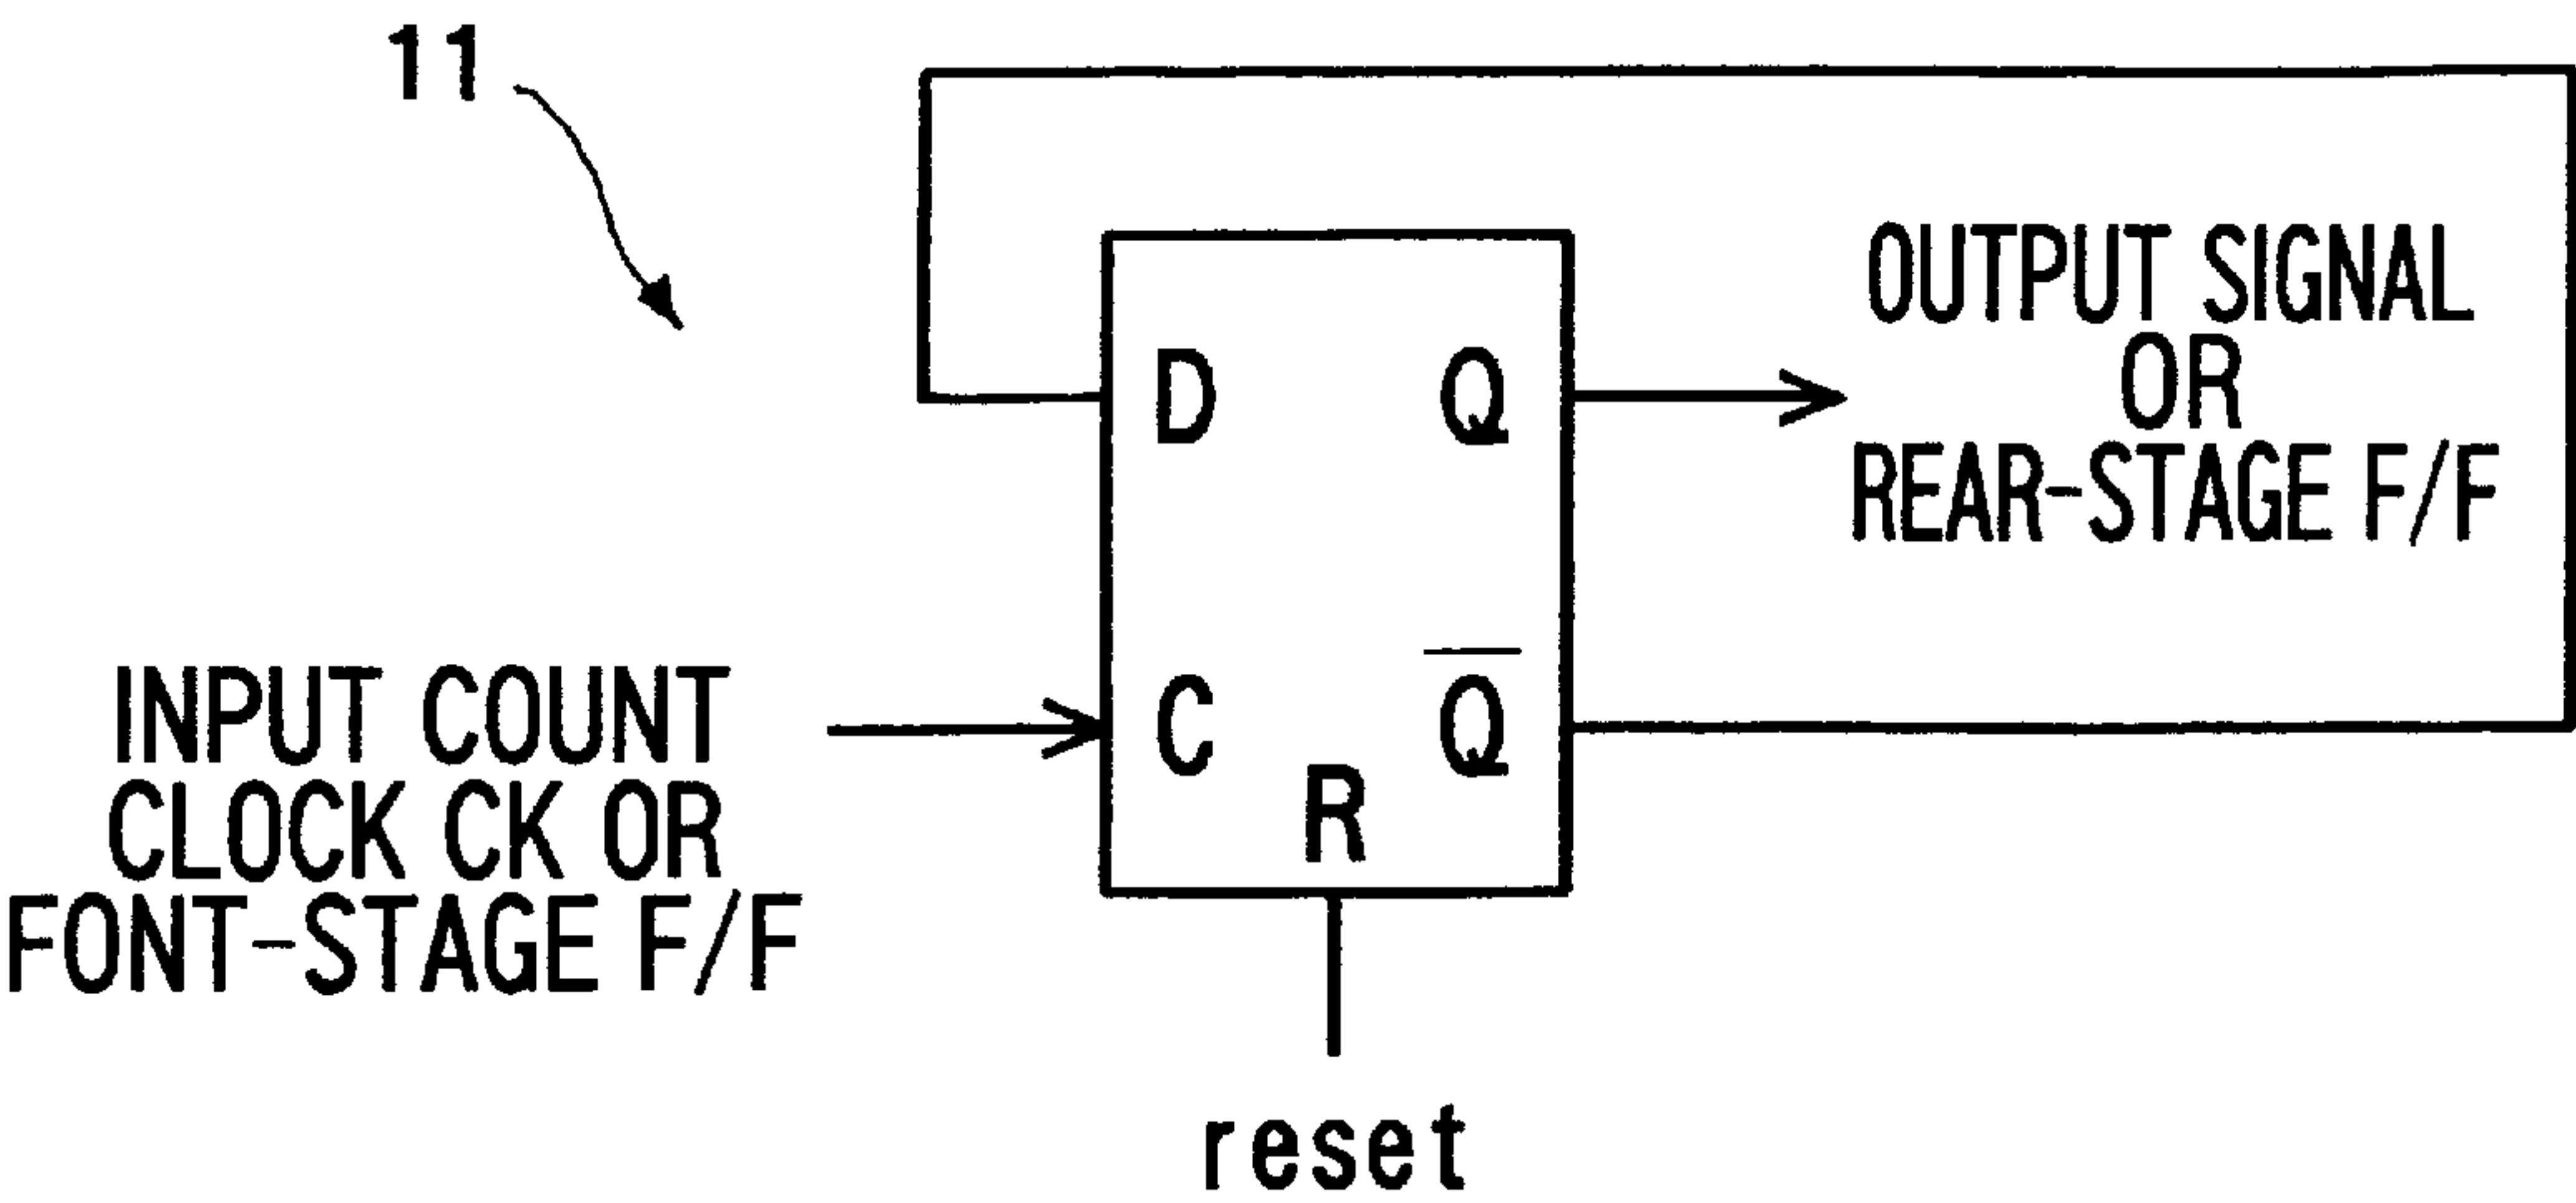 11
D
Q
OUTPUT SIGNAL
OR
REAR-STAGE F/F
INPUT COUNT
CLOCK CK OR
FONT-STAGE F/F
C
Q̅
R
reset